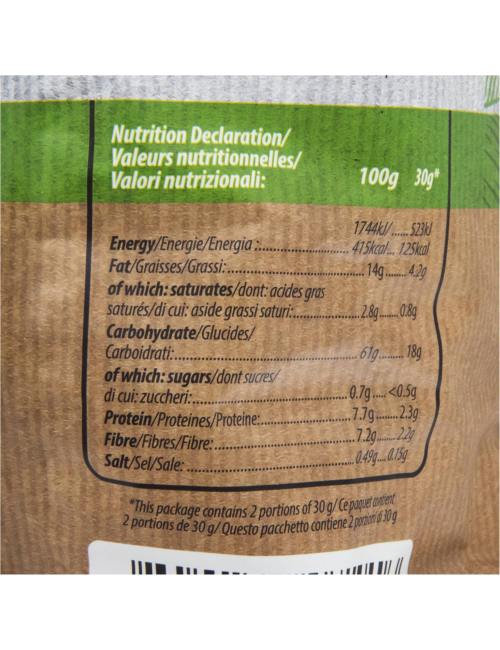 Nutrition Declaration/
Valeurs nutritionnelles/
Valori nutrizionali: 100g 30g*
1744kJ/...... 523kJ
Energy/Energie/Energia :.............................. 415kcal... 125kcal
Fat/Graisses/Grassi:.............................. 14g ...... 4.2g
of which: saturates/dont: acides gras
saturés/di cui: aside grassi saturi:.................... 2.8g........ 0.8g
Carbohydrate/Glucides/
Carboidrati:.............................. 61g......... 18g
of which: sugars/dont sucres/
di cui: zuccheri:.............................. 0.7g ..... <0.5g
Protein/Proteines/Proteine:.............................. 7.7g........ 2.3g
Fibre/Fibres/Fibre:.............................. 7.2g....... 2.2g
Salt/Sel/Sale: .............................. 0.49g.... 0.15g
*This package contains 2 portions of 30 g/ Ce paquet contient
2 portions de 30 g/ Questo pacchetto contiene 2 porzioni di 30 g